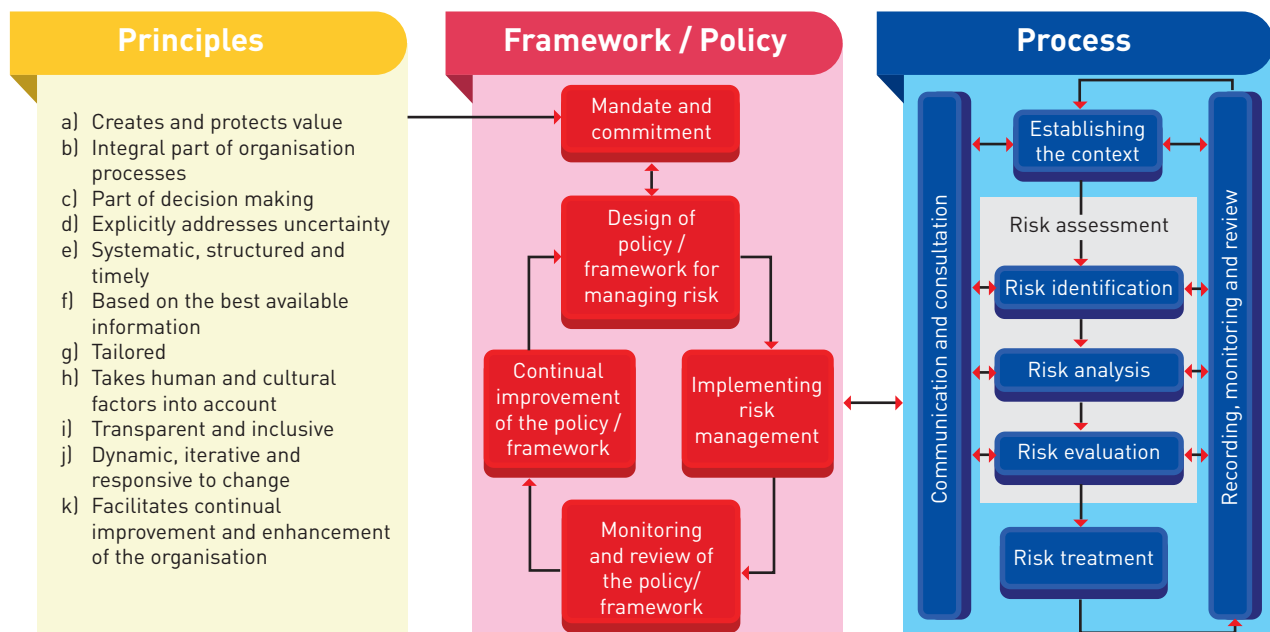 Principles
a) Creates and protects value
b) Integral part of organisation
processes
c) Part of decision making
d) Explicitly addresses uncertainty
e) Systematic, structured and
timely
f) Based on the best available
information
g) Tailored
h) Takes human and cultural
factors into account
i) Transparent and inclusive
j) Dynamic, iterative and
responsive to change
k) Facilitates continual
improvement and enhancement
of the organisation
Framework / Policy
Mandate and
commitment
Design of
policy /
framework for
managing risk
Continual
improvement
of the policy /
framework
Implementing
risk
management
Monitoring
and review of
the policy/
framework
Process
Communication and consultation
Establishing
the context
Risk assessment
Risk identification
Risk analysis
Risk evaluation
Risk treatment
Recording, monitoring and review